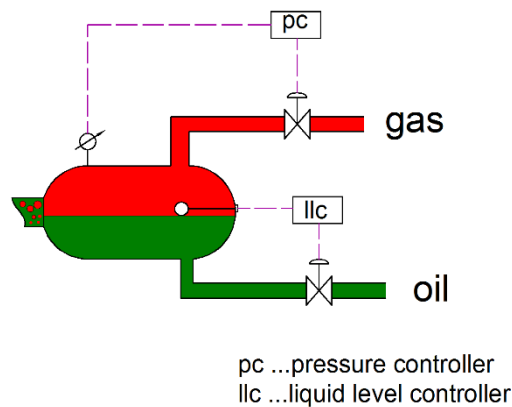 pc
gas
llc
oil
pc ...pressure controller
llc ...liquid level controller